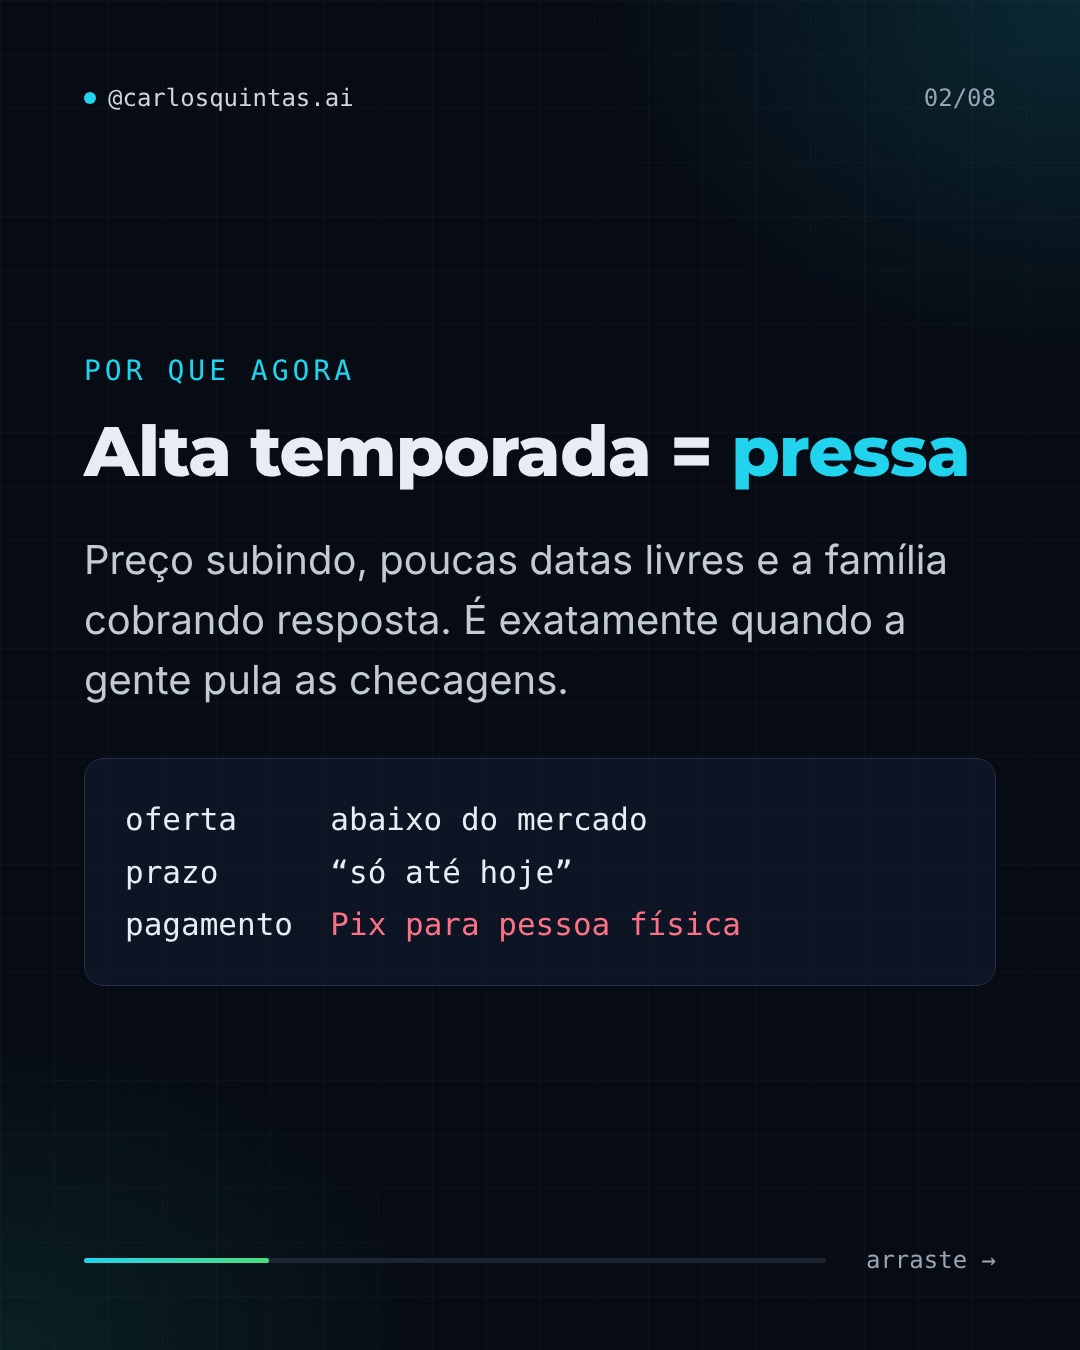 @carlosquintas.ai
02/08
POR QUE AGORA
Alta temporada = pressa
Preço subindo, poucas datas livres e a família
cobrando resposta. É exatamente quando a
gente pula as checagens.
oferta abaixo do mercado
prazo “só até hoje”
pagamento Pix para pessoa física
arraste →